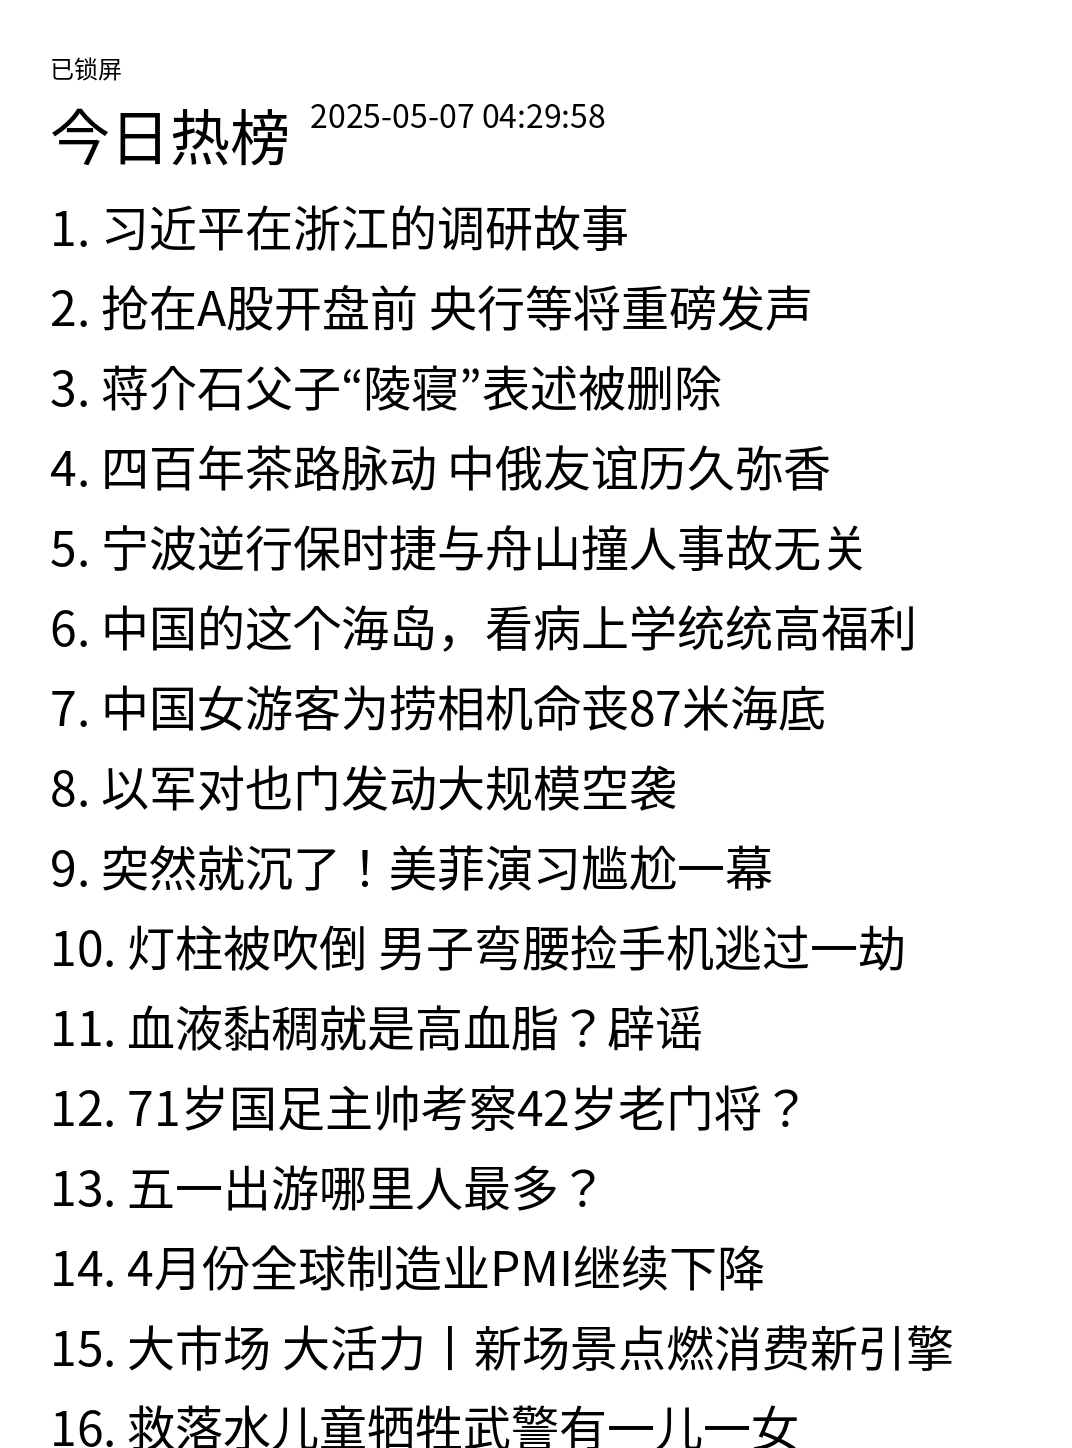 已锁屏
今日热榜 2025-05-07 04:29:58
1. 习近平在浙江的调研故事
2. 抢在A股开盘前 央行等将重磅发声
3. 蒋介石父子“陵寝”表述被删除
4. 四百年茶路脉动 中俄友谊历久弥香
5. 宁波逆行保时捷与舟山撞人事故无关
6. 中国的这个海岛，看病上学统统高福利
7. 中国女游客为捞相机命丧87米海底
8. 以军对也门发动大规模空袭
9. 突然就沉了！美菲演习尴尬一幕
10. 灯柱被吹倒 男子弯腰捡手机逃过一劫
11. 血液黏稠就是高血脂？辟谣
12. 71岁国足主帅考察42岁老门将？
13. 五一出游哪里人最多？
14. 4月份全球制造业PMI继续下降
15. 大市场 大活力丨新场景点燃消费新引擎
16. 救落水儿童牺牲武警有一儿一女